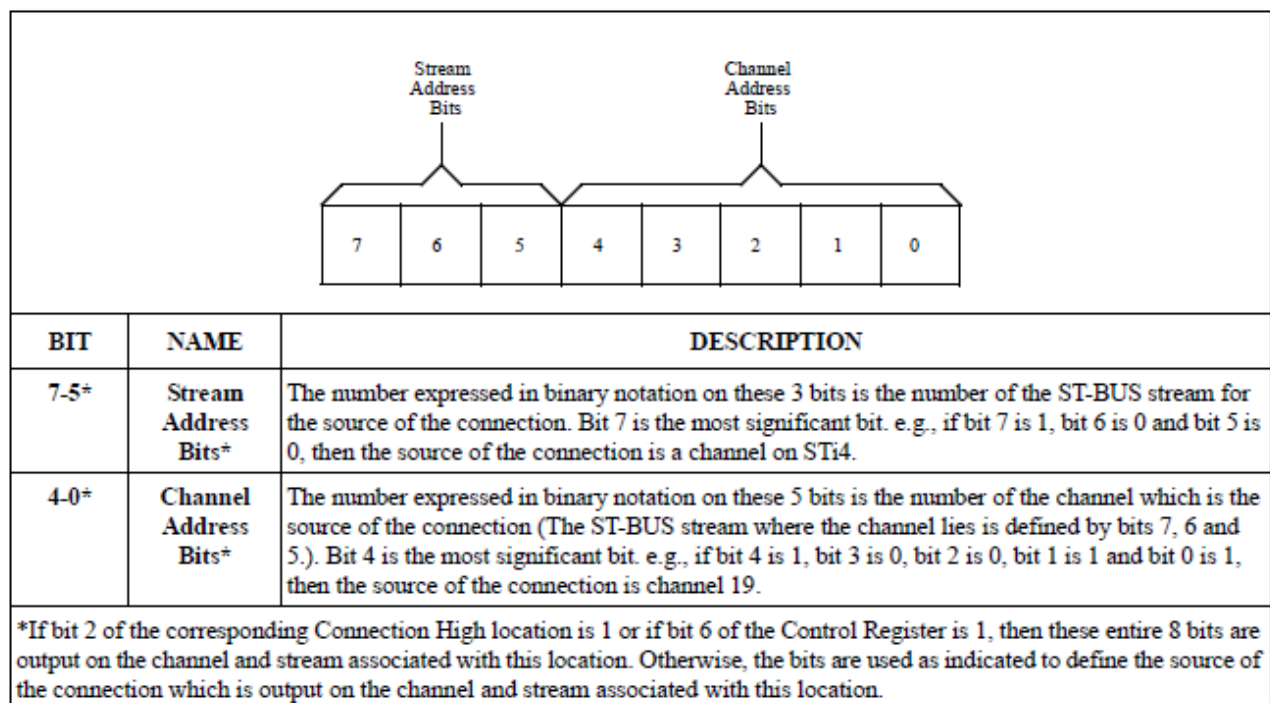 Stream
Address
Bits
Channel
Address
Bits
7 6 5 4 3 2 1 0
BIT NAME DESCRIPTION
7-5* Stream Address Bits* The number expressed in binary notation on these 3 bits is the number of the ST-BUS stream for
the source of the connection. Bit 7 is the most significant bit. e.g., if bit 7 is 1, bit 6 is 0 and bit 5 is
0, then the source of the connection is a channel on STi4.
4-0* Channel Address Bits* The number expressed in binary notation on these 5 bits is the number of the channel which is the
source of the connection (The ST-BUS stream where the channel lies is defined by bits 7, 6 and
5.). Bit 4 is the most significant bit. e.g., if bit 4 is 1, bit 3 is 0, bit 2 is 0, bit 1 is 1 and bit 0 is 1,
then the source of the connection is channel 19.
*If bit 2 of the corresponding Connection High location is 1 or if bit 6 of the Control Register is 1, then these entire 8 bits are
output on the channel and stream associated with this location. Otherwise, the bits are used as indicated to define the source of
the connection which is output on the channel and stream associated with this location.